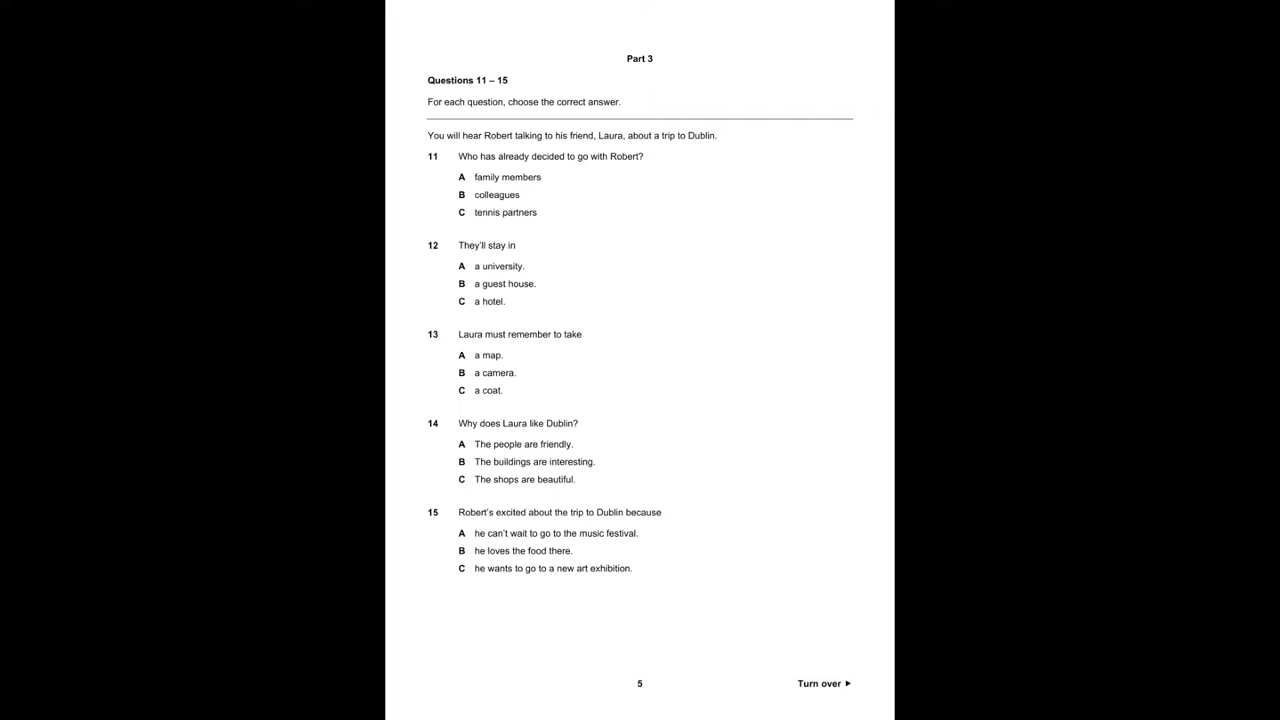 Part 3
Questions 11 – 15
For each question, choose the correct answer.
You will hear Robert talking to his friend, Laura, about a trip to Dublin.
11 Who has already decided to go with Robert?
A family members
B colleagues
C tennis partners
12 They’ll stay in
A a university.
B a guest house.
C a hotel.
13 Laura must remember to take
A a map.
B a camera.
C a coat.
14 Why does Laura like Dublin?
A The people are friendly.
B The buildings are interesting.
C The shops are beautiful.
15 Robert’s excited about the trip to Dublin because
A he can’t wait to go to the music festival.
B he loves the food there.
C he wants to go to a new art exhibition.
5 Turn over ►